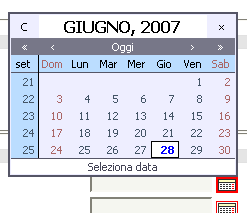 C GIUGNO, 2007 ×
« ‹ Oggi › »
set Dom Lun Mar Mer Gio Ven Sab
21 1 2
22 3 4 5 6 7 8 9
23 10 11 12 13 14 15 16
24 17 18 19 20 21 22 23
25 24 25 26 27 28 29 30
Seleziona data